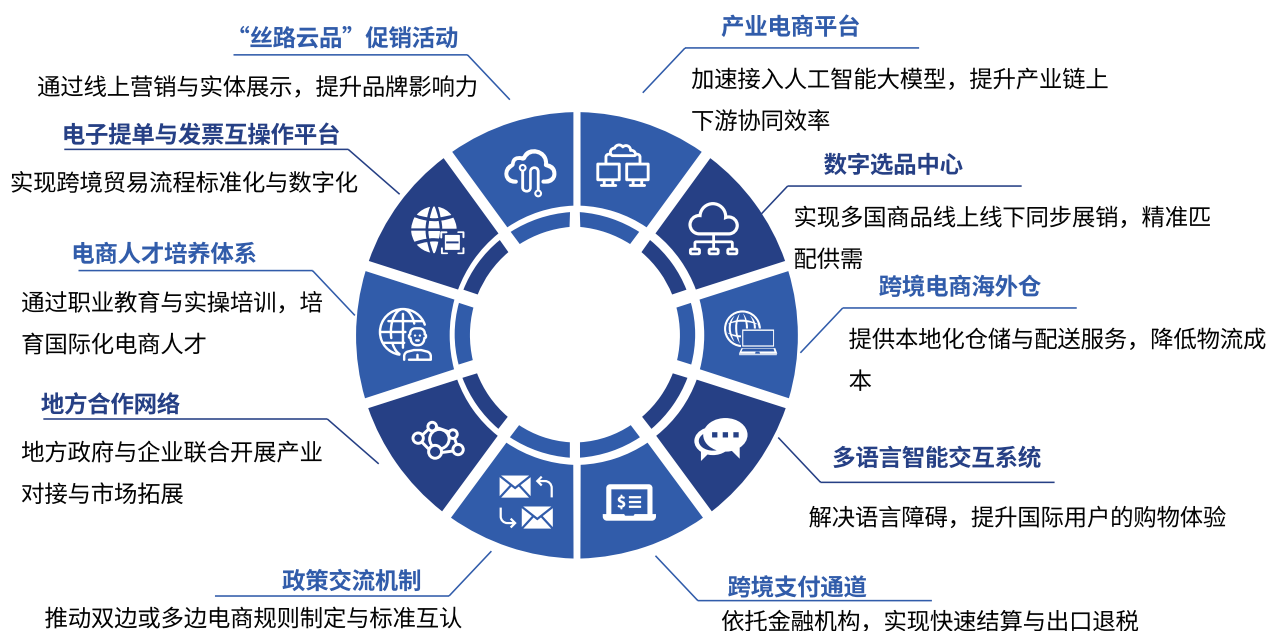 “丝路云品”促销活动
通过线上营销与实体展示，提升品牌影响力
电子提单与发票互操作平台
实现跨境贸易流程标准化与数字化
电商人才培养体系
通过职业教育与实操培训，培
育国际化电商人才
地方合作网络
地方政府与企业联合开展产业
对接与市场拓展
政策交流机制
推动双边或多边电商规则制定与标准互认
产业电商平台
加速接入人工智能大模型，提升产业链上
下游协同效率
数字选品中心
实现多国商品线上线下同步展销，精准匹
配供需
跨境电商海外仓
提供本地化仓储与配送服务，降低物流成
本
多语言智能交互系统
解决语言障碍，提升国际用户的购物体验
跨境支付通道
依托金融机构，实现快速结算与出口退税
$